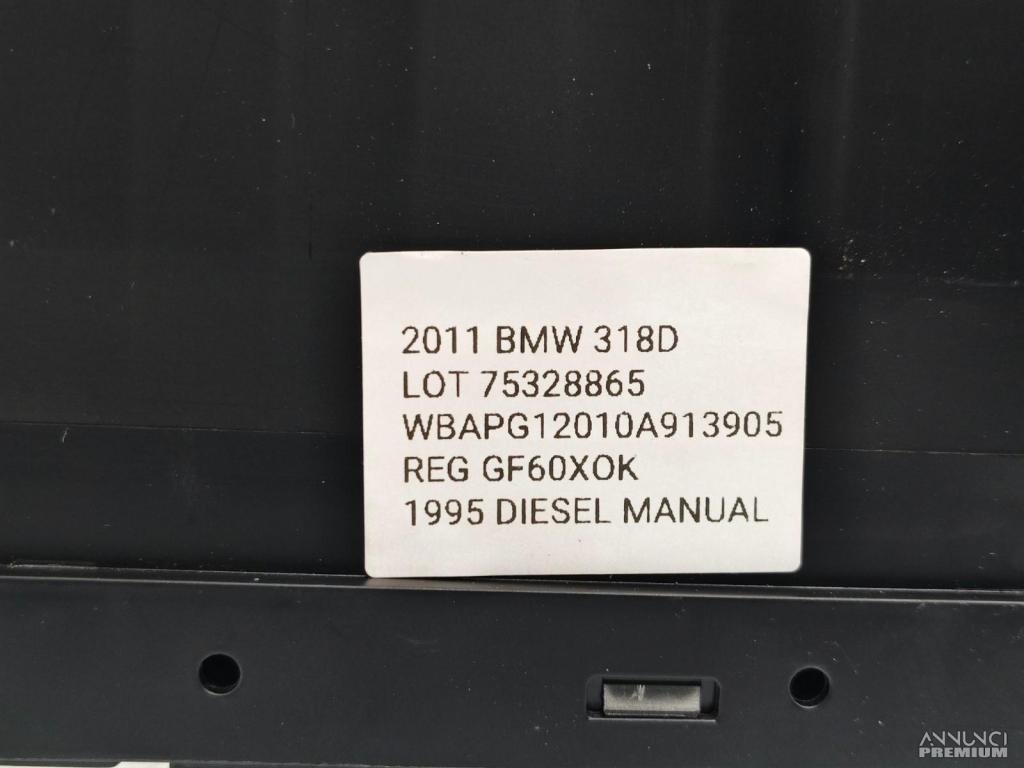 2011 BMW 318D
LOT 75328865
WBAPG12010A913905
REG GF60XOK
1995 DIESEL MANUAL
ANNUNCI
PREMIUM